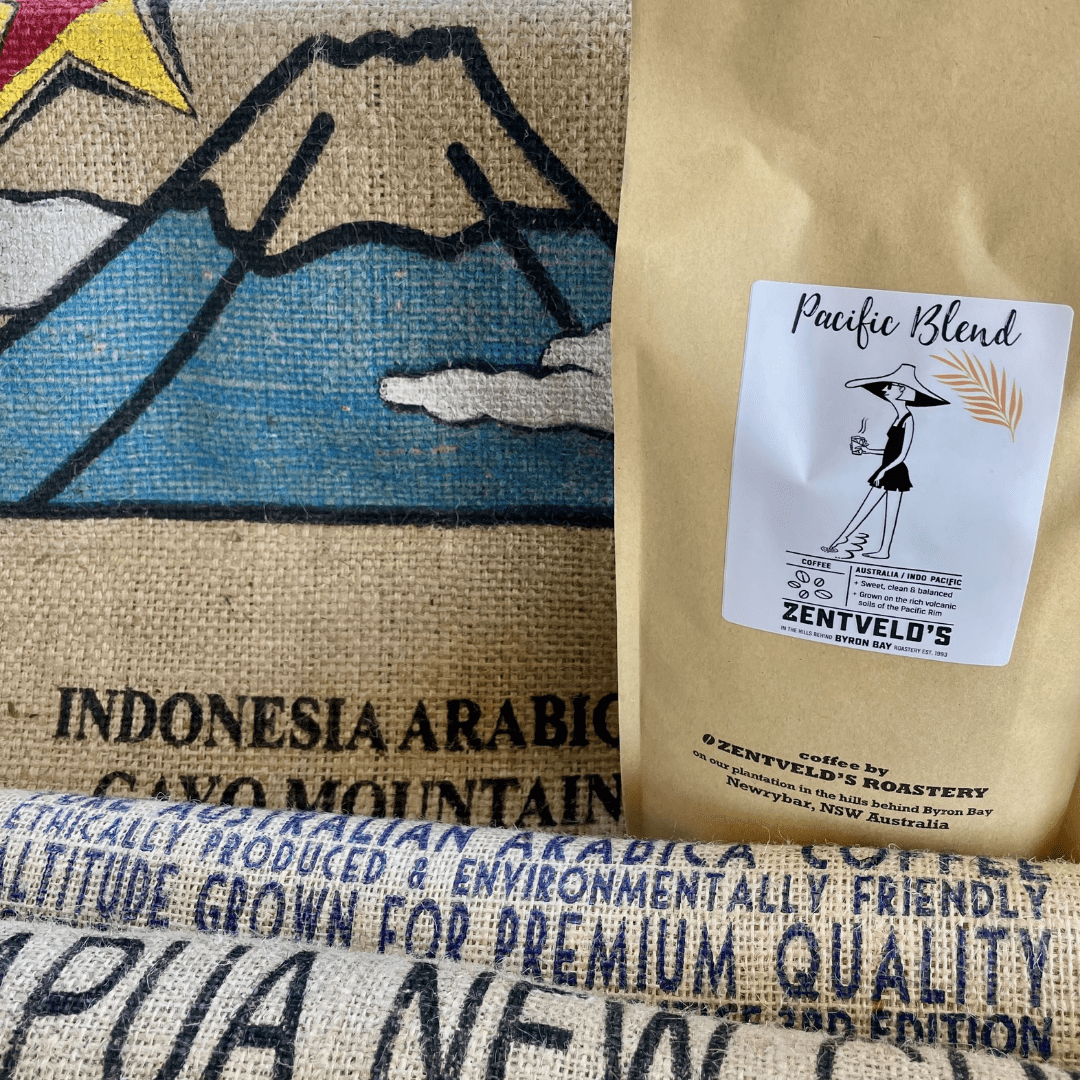 Pacific Blend
COFFEE
AUSTRALIA / INDO PACIFIC
+ Sweet, clean & balanced
+ Grown on the rich volcanic
soils of the Pacific Rim
ZENTVELD'S
IN THE HILLS BEHIND BYRON BAY ROASTERY EST. 1993
coffee by
ZENTVELD'S ROASTERY
on our plantation in the hills behind Byron Bay
Newrybar, NSW Australia
INDONESIA ARABIC
GAYO MOUNTAIN
AUSTRALIAN ARABICA COFFEE
ETHICALLY PRODUCED & ENVIRONMENTALLY FRIENDLY
ALTITUDE GROWN FOR PREMIUM QUALITY
3RD EDITION
APUA NEW